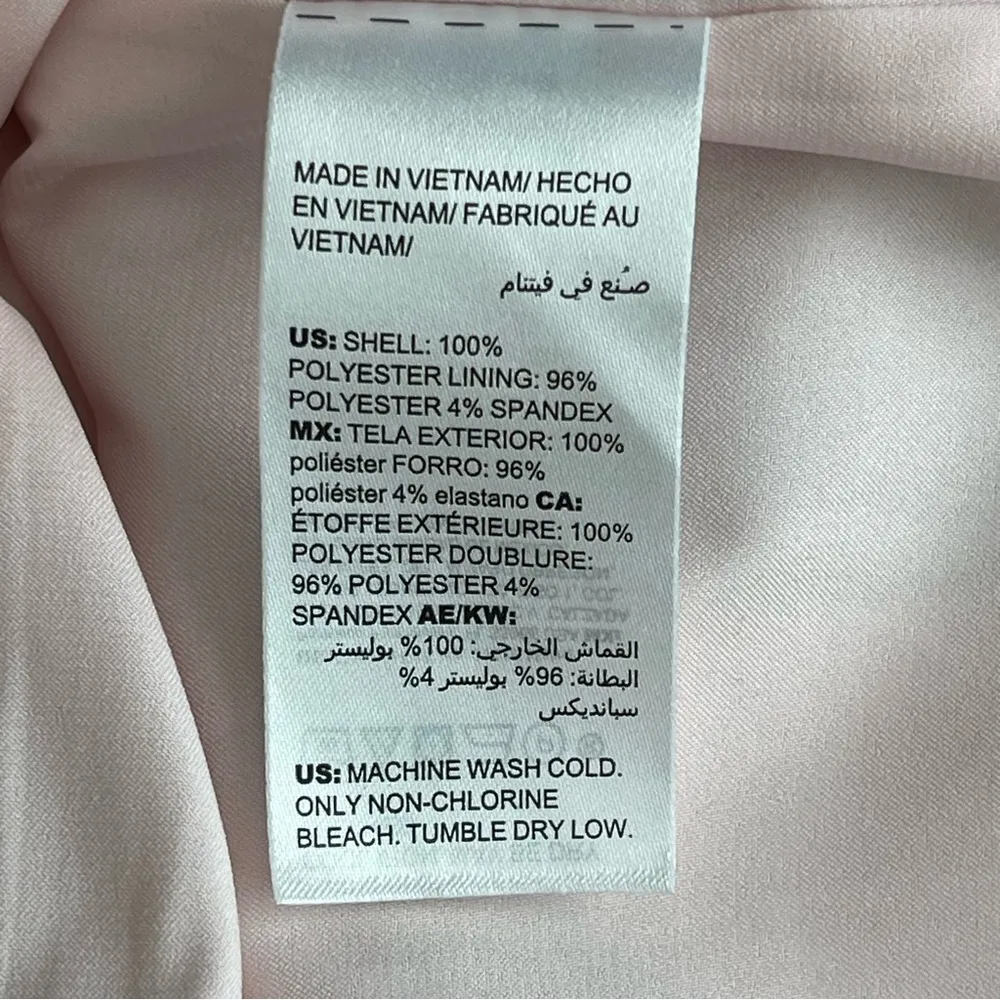 MADE IN VIETNAM/ HECHO
EN VIETNAM/ FABRIQUÉ AU
VIETNAM/
صُنع في فيتنام
US: SHELL: 100%
POLYESTER LINING: 96%
POLYESTER 4% SPANDEX
MX: TELA EXTERIOR: 100%
poliéster FORRO: 96%
poliéster 4% elastano CA:
ÉTOFFE EXTÉRIEURE: 100%
POLYESTER DOUBLURE:
96% POLYESTER 4%
SPANDEX AE/KW:
القماش الخارجي: 100% بوليستر
البطانة: 96% بوليستر 4%
سبانديكس
US: MACHINE WASH COLD.
ONLY NON-CHLORINE
BLEACH. TUMBLE DRY LOW.